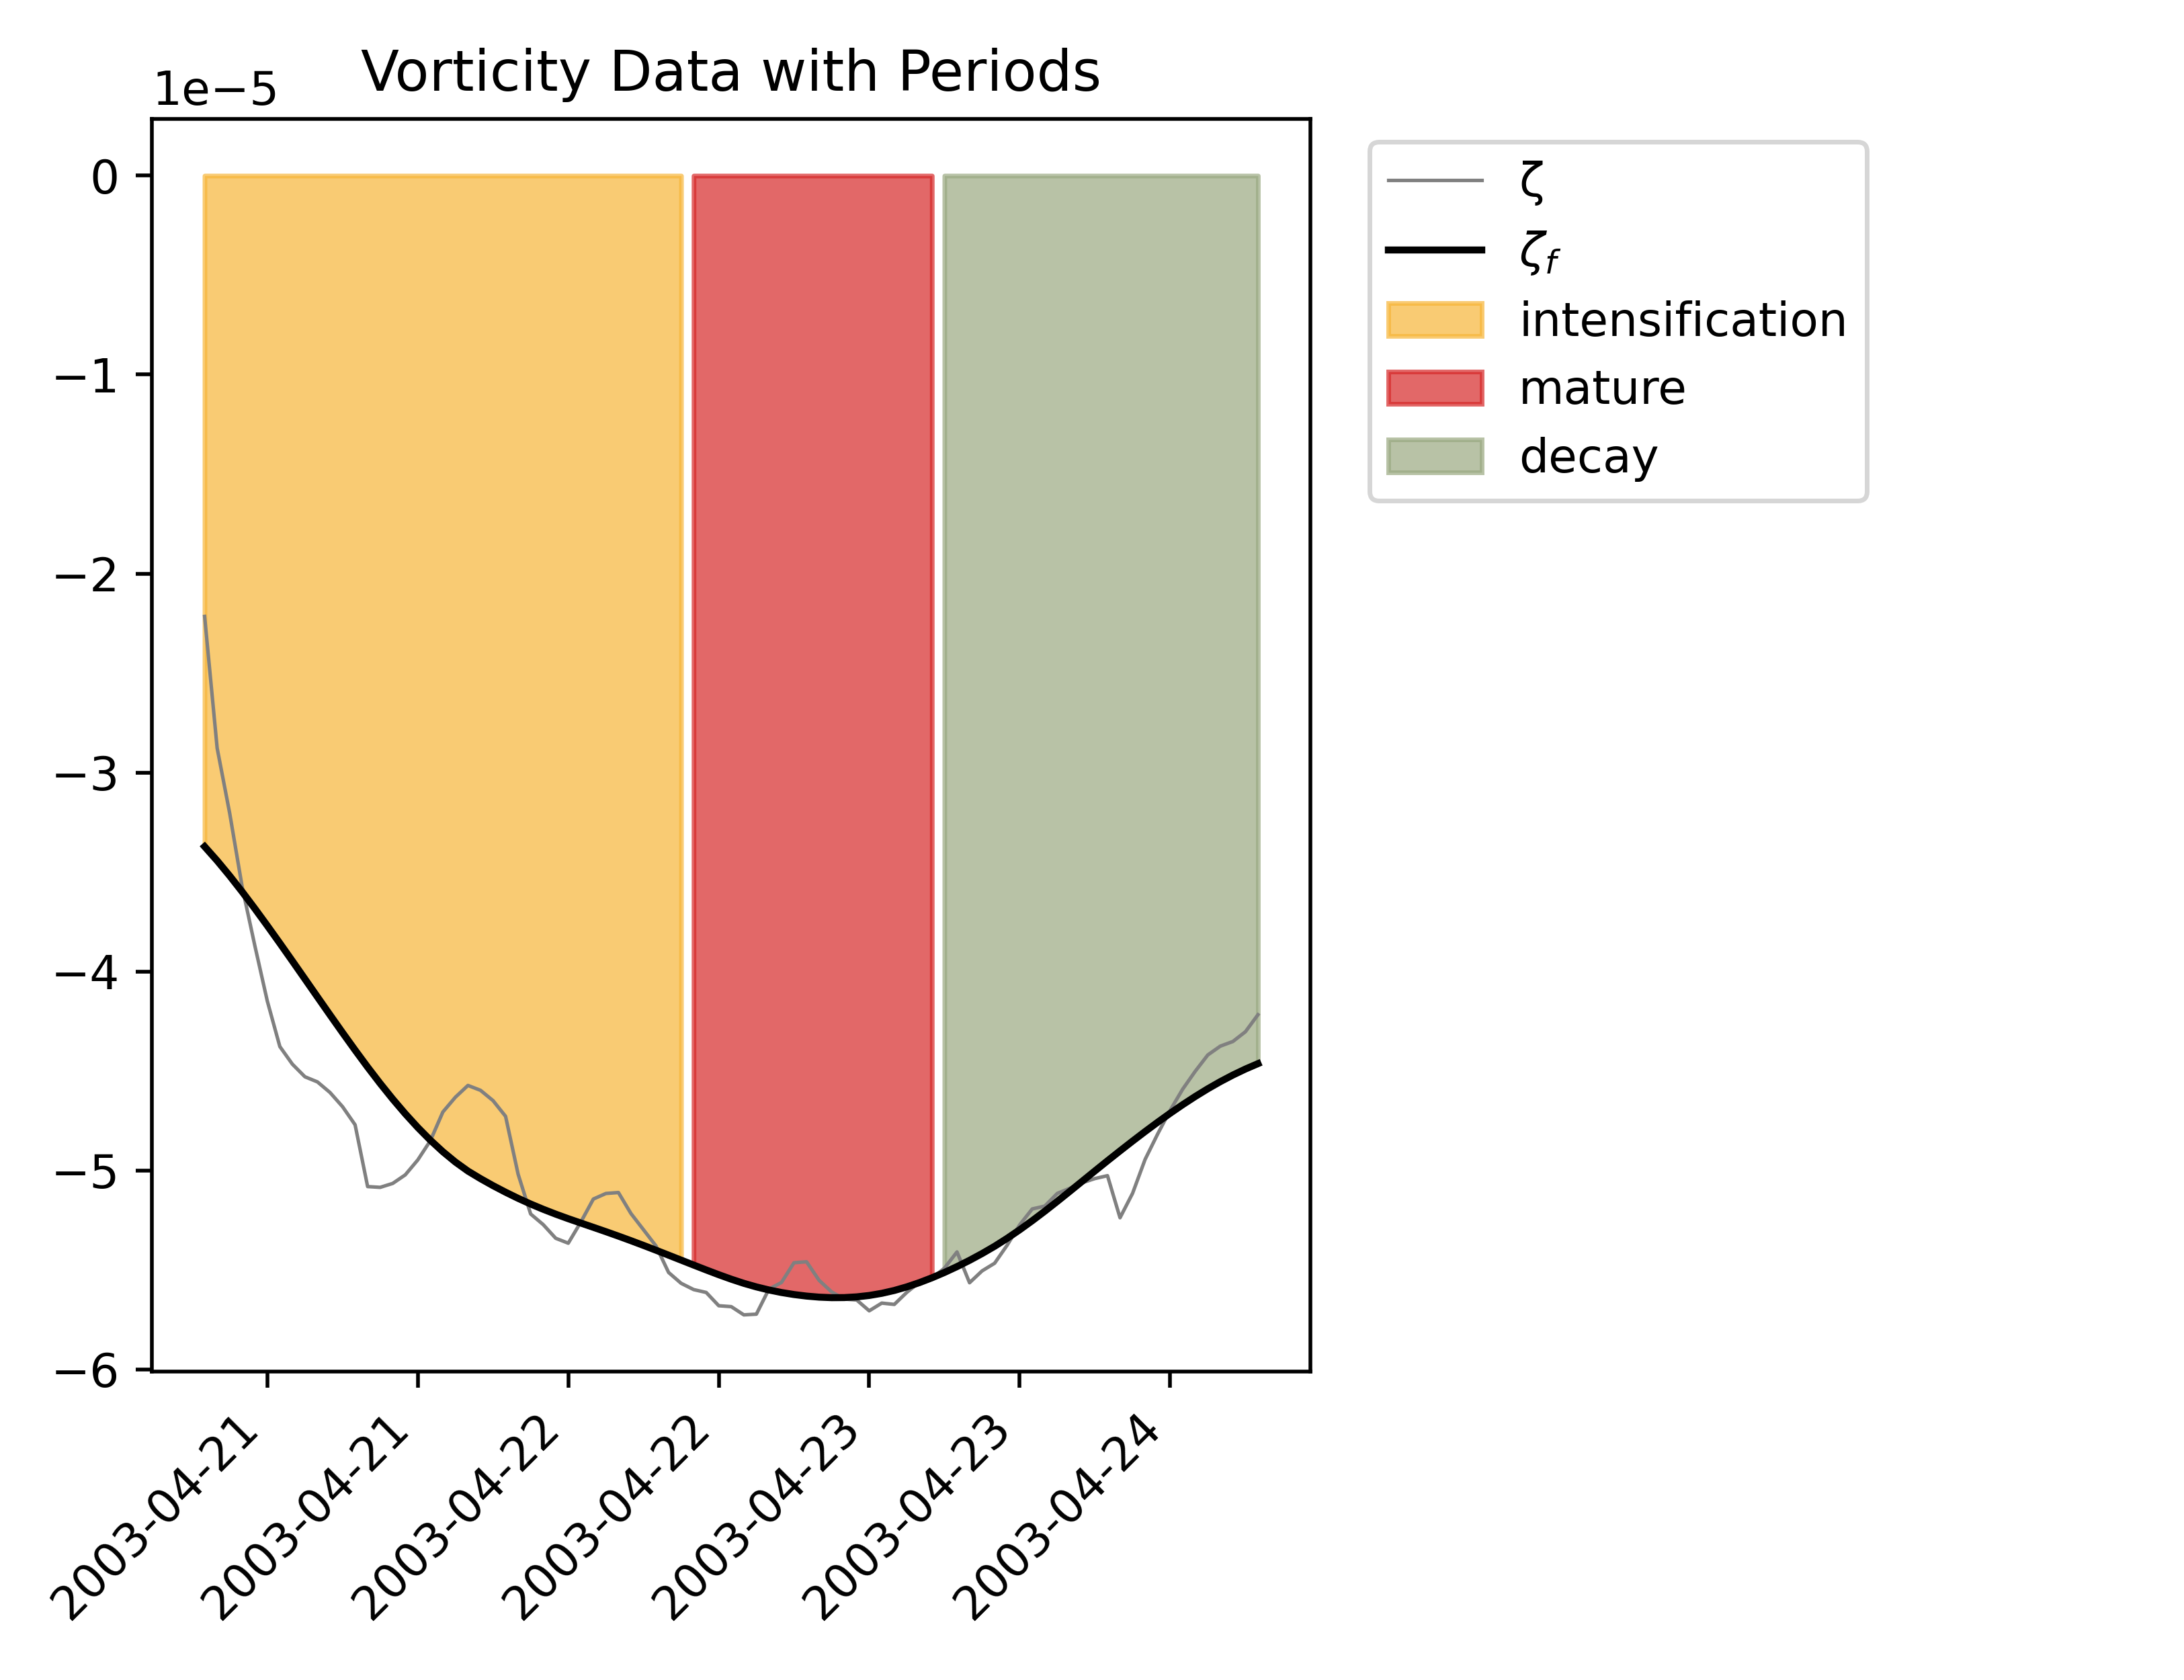 Vorticity Data with Periods
1e−5
0
−1
−2
−3
−4
−5
−6
2003-04-21
2003-04-21
2003-04-22
2003-04-22
2003-04-23
2003-04-23
2003-04-24
ζ
ζf
intensification
mature
decay